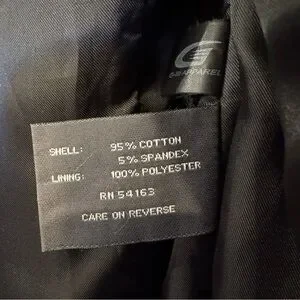 SHELL: 95% COTTON
5% SPANDEX
LINING: 100% POLYESTER
RN 54163
CARE ON REVERSE